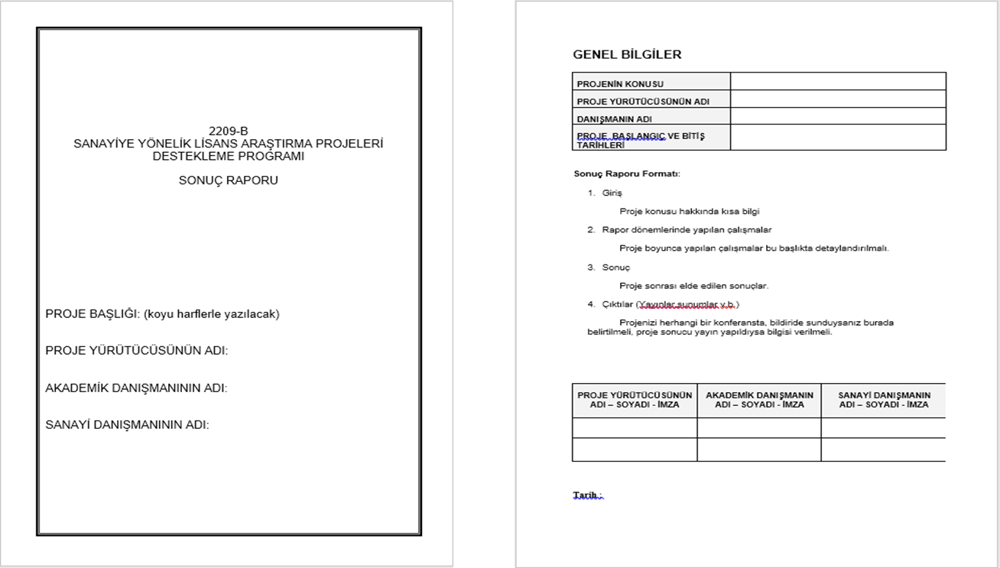 2209-B
SANAYİYE YÖNELİK LİSANS ARAŞTIRMA PROJELERİ
DESTEKLEME PROGRAMI
SONUÇ RAPORU
PROJE BAŞLIĞI: (koyu harflerle yazılacak)
PROJE YÜRÜTÜCÜSÜNÜN ADI:
AKADEMİK DANIŞMANININ ADI:
SANAYİ DANIŞMANININ ADI:
GENEL BİLGİLER
PROJENİN KONUSU
PROJE YÜRÜTÜCÜSÜNÜN ADI
DANIŞMANIN ADI
PROJE BAŞLANGIÇ VE BİTİŞ
TARİHLERİ
Sonuç Raporu Formatı:
1. Giriş
Proje konusu hakkında kısa bilgi
2. Rapor dönemlerinde yapılan çalışmalar
Proje boyunca yapılan çalışmalar bu başlıkta detaylandırılmalı.
3. Sonuç
Proje sonrası elde edilen sonuçlar.
4. Çıktılar (Yayınlar sunumlar v.b.)
Projenizi herhangi bir konferansta, bildiride sunduysanız burada
belirtilmeli, proje sonucu yayın yapıldıysa bilgisi verilmeli.
PROJE YÜRÜTÜCÜSÜNÜN
ADI – SOYADI - İMZA
AKADEMİK DANIŞMANIN
ADI – SOYADI - İMZA
SANAYİ DANIŞMANIN
ADI – SOYADI - İMZA
Tarih :